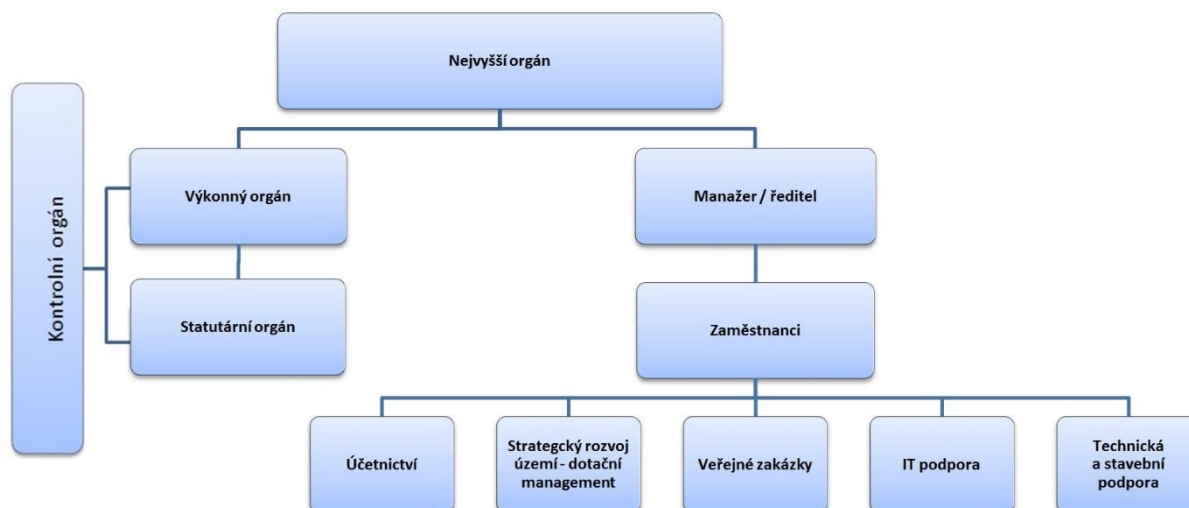 Nejvyšší orgán
Kontrolní orgán
Výkonný orgán
Manažer / ředitel
Statutární orgán
Zaměstnanci
Účetnictví
Strategcký rozvoj
území - dotační
management
Veřejné zakázky
IT podpora
Technická
a stavební
podpora